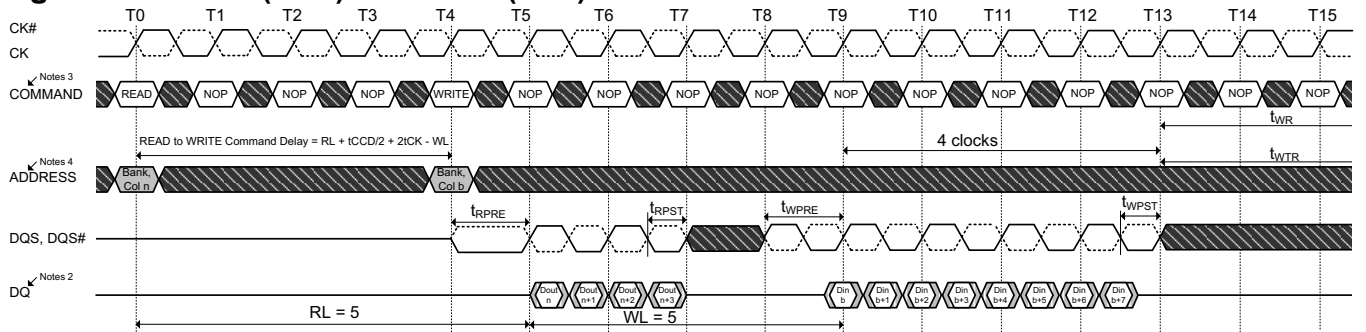 T0 T1 T2 T3 T4 T5 T6 T7 T8 T9 T10 T11 T12 T13 T14 T15
CK#
CK
Notes 3
COMMAND READ NOP NOP NOP WRITE NOP NOP NOP NOP NOP NOP NOP NOP NOP NOP NOP
tWR
READ to WRITE Command Delay = RL + tCCD/2 + 2tCK - WL
4 clocks
Notes 4
tWTR
ADDRESS Bank, Col n Bank, Col b
tRPRE tRPST tWPRE tWPST
DQS, DQS#
Notes 2
DQ Dout n Dout n+1 Dout n+2 Dout n+3 Din b Din b+1 Din b+2 Din b+3 Din b+4 Din b+5 Din b+6 Din b+7
RL = 5 WL = 5